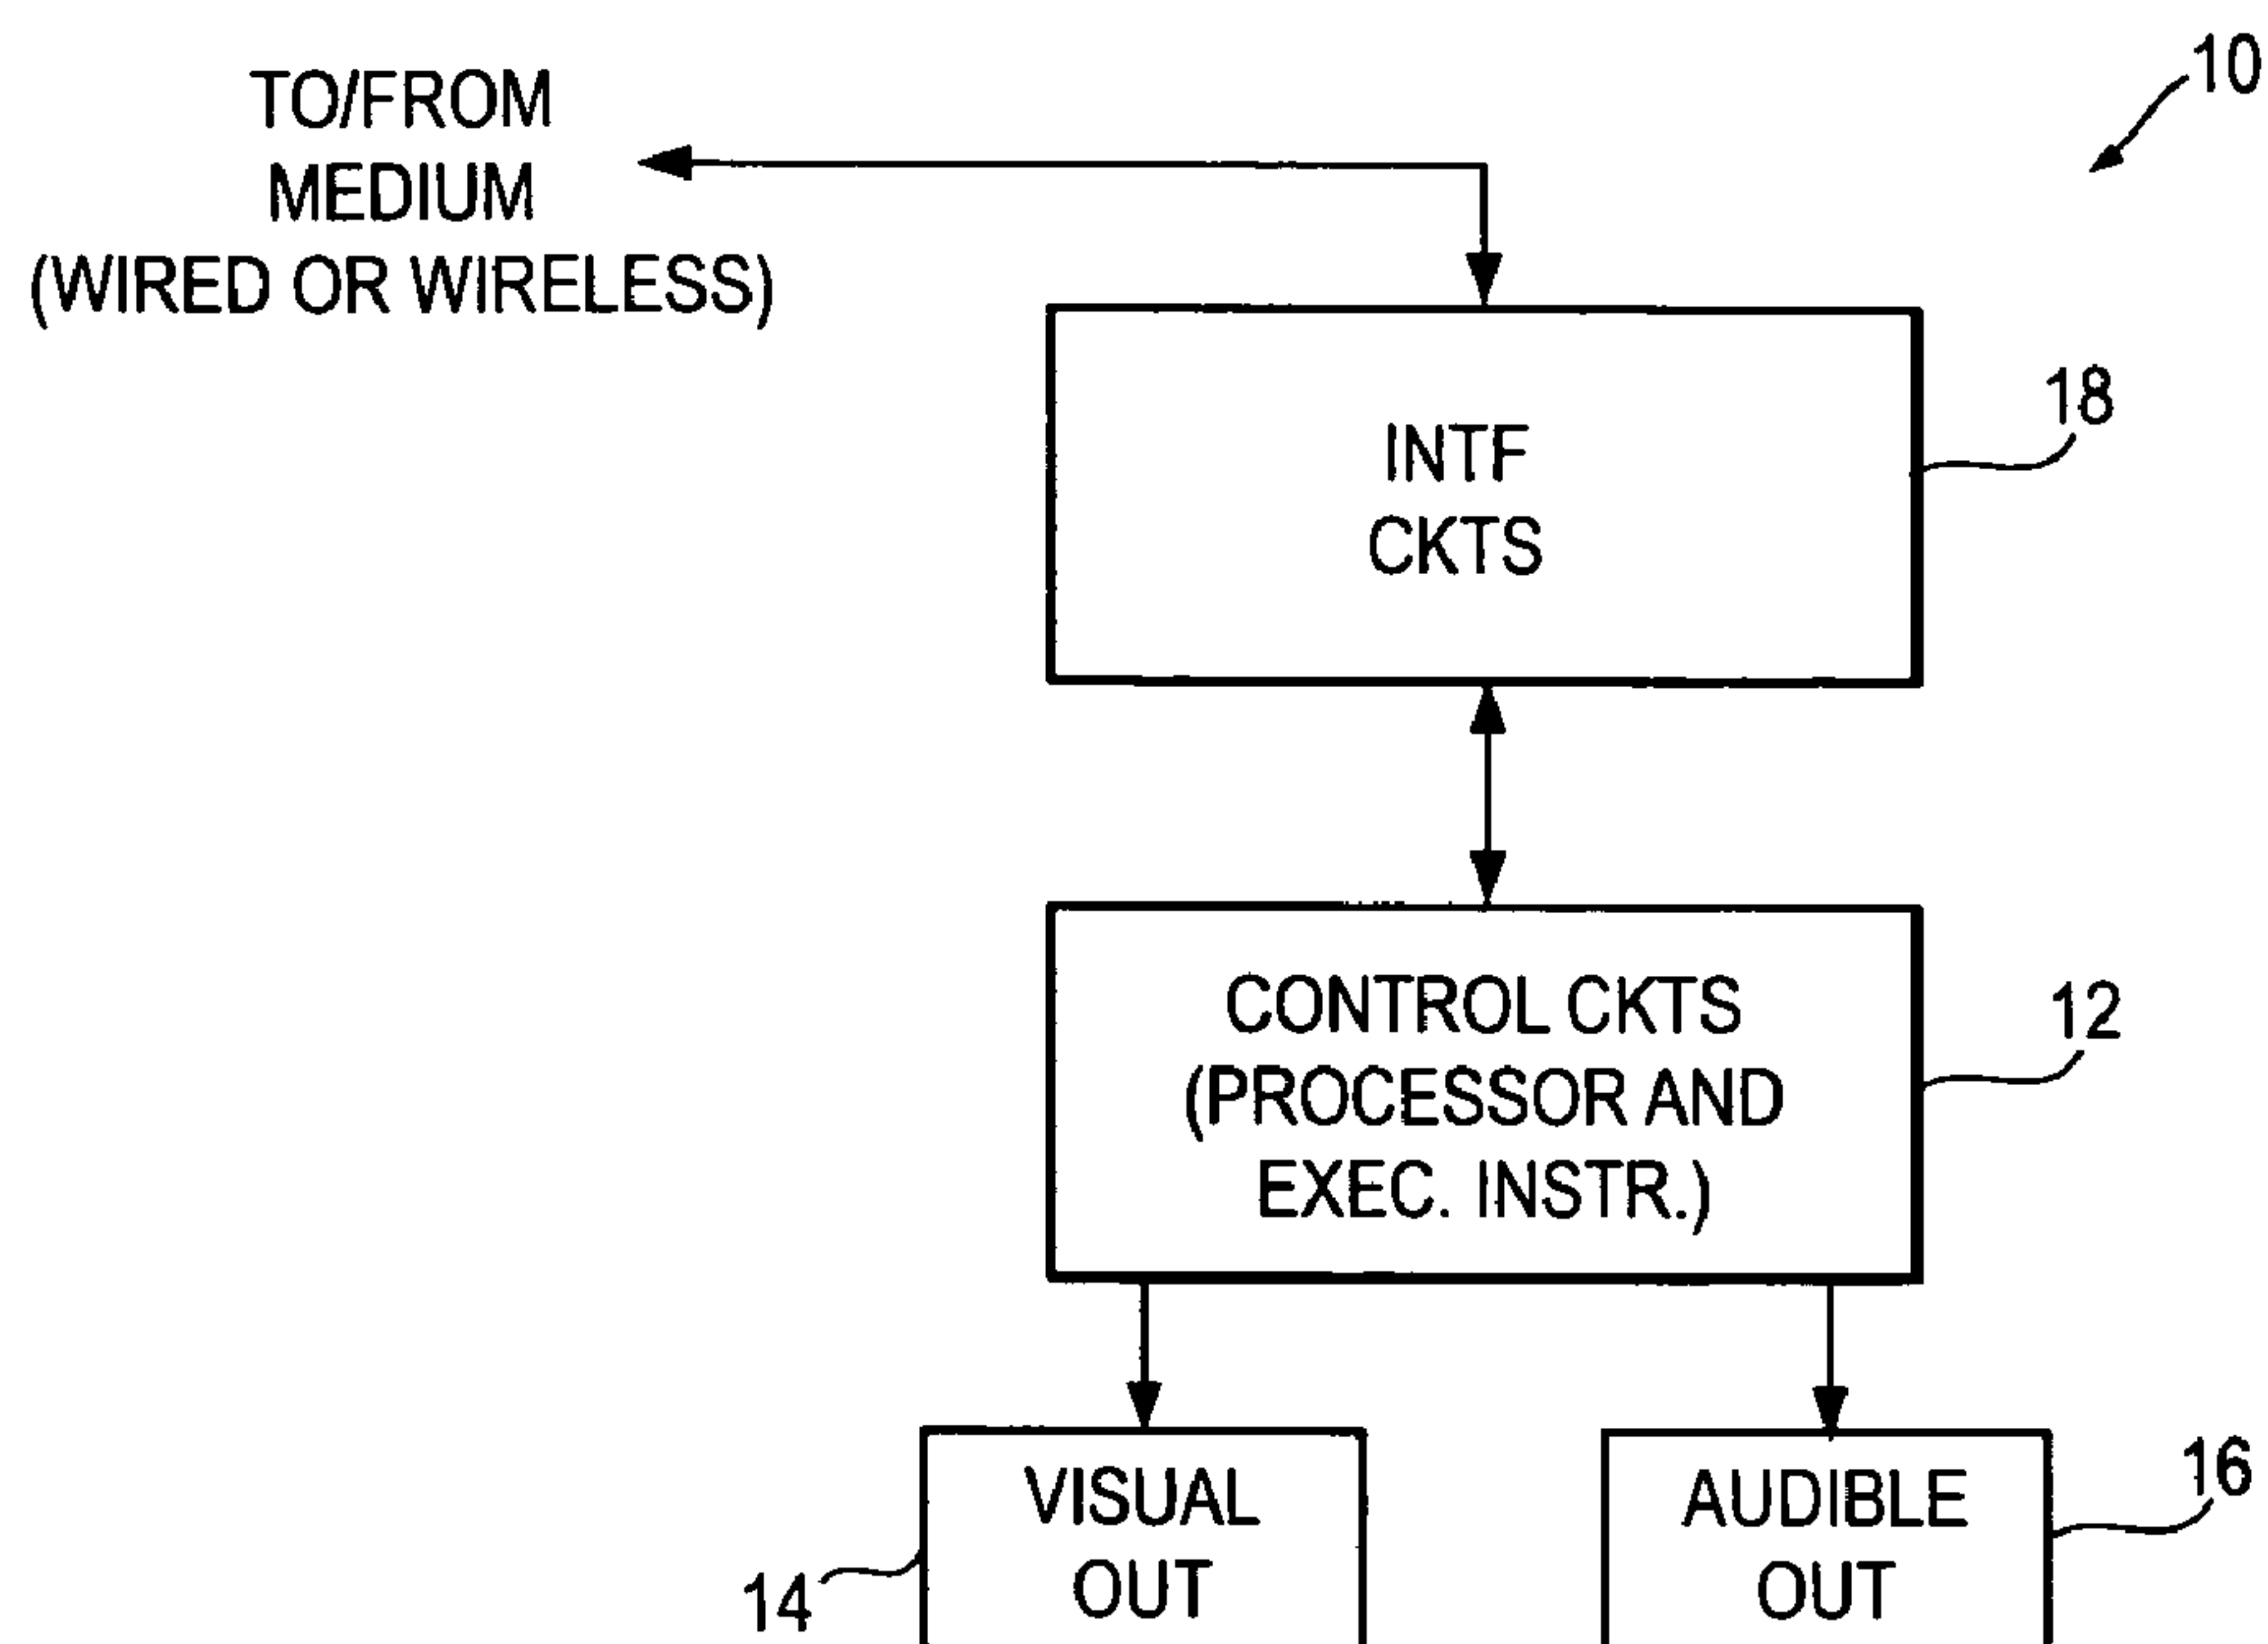 10
TO/FROM
MEDIUM
(WIRED OR WIRELESS)
18
INTF
CKTS
12
CONTROL CKTS
(PROCESSOR AND
EXEC. INSTR.)
14
VISUAL
OUT
16
AUDIBLE
OUT